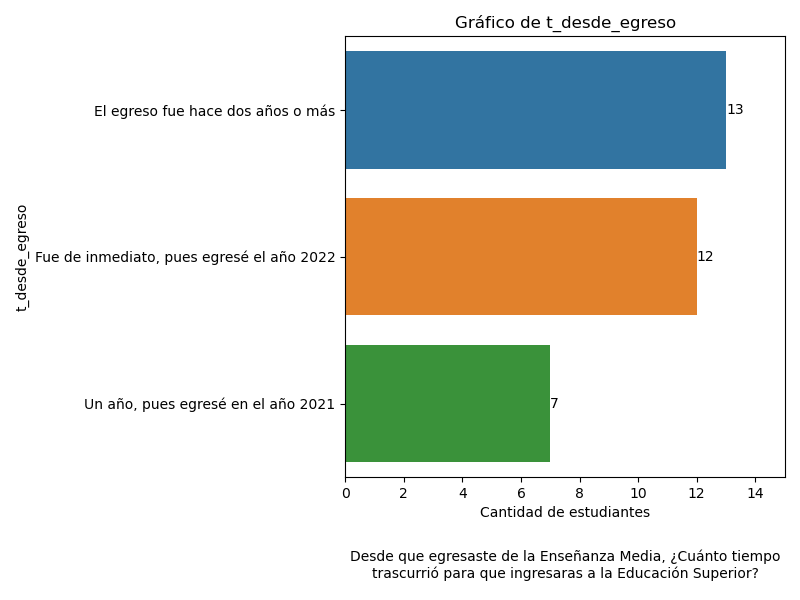 Gráfico de t_desde_egreso
t_desde_egreso
El egreso fue hace dos años o más
13
Fue de inmediato, pues egresé el año 2022
12
Un año, pues egresé en el año 2021
7
0 2 4 6 8 10 12 14
Cantidad de estudiantes
Desde que egresaste de la Enseñanza Media, ¿Cuánto tiempo
trascurrió para que ingresaras a la Educación Superior?